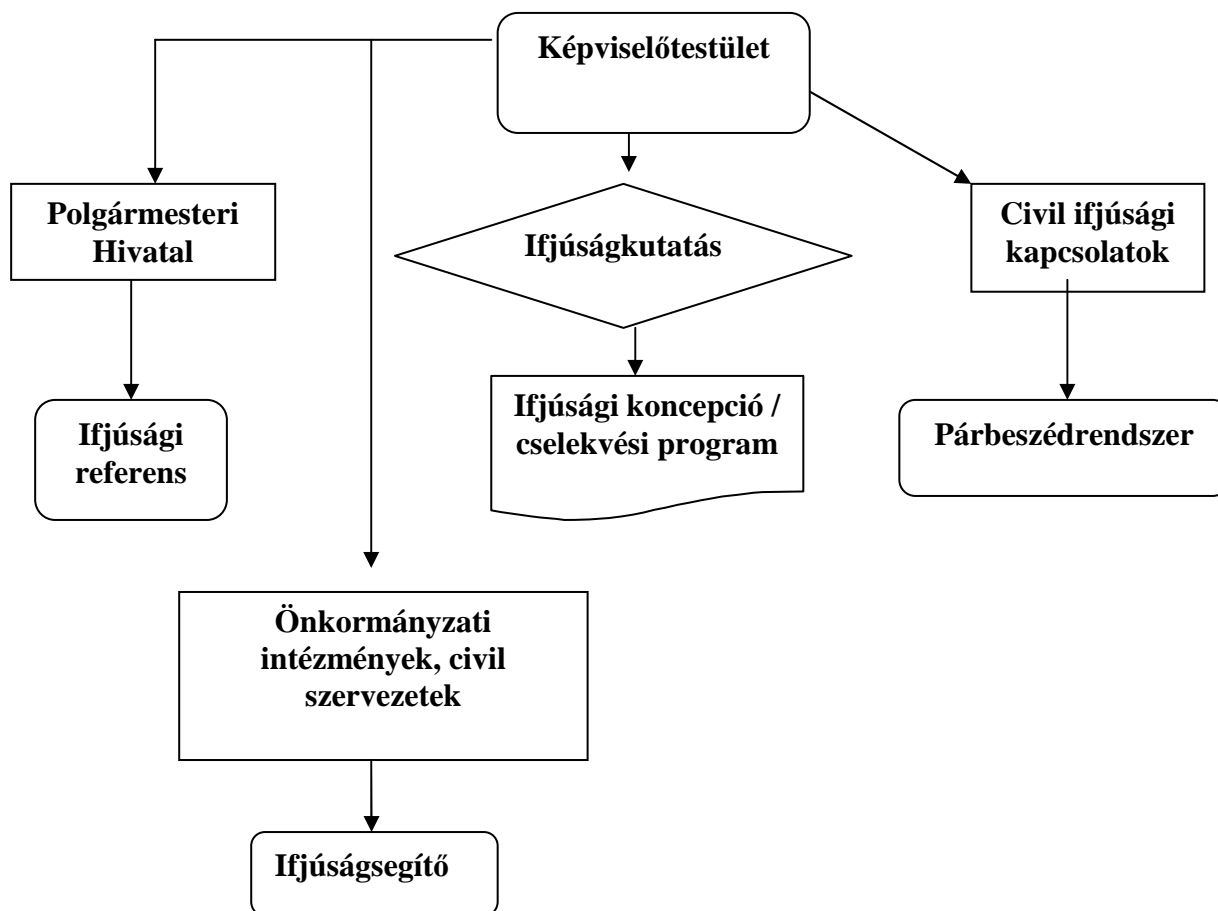 Képviselőtestület
Polgármesteri
Hivatal
Ifjúságkutatás
Civil ifjúsági
kapcsolatok
Ifjúsági
referens
Ifjúsági koncepció /
cselekvési program
Párbeszédrendszer
Önkormányzati
intézmények, civil
szervezetek
Ifjúságsegítő